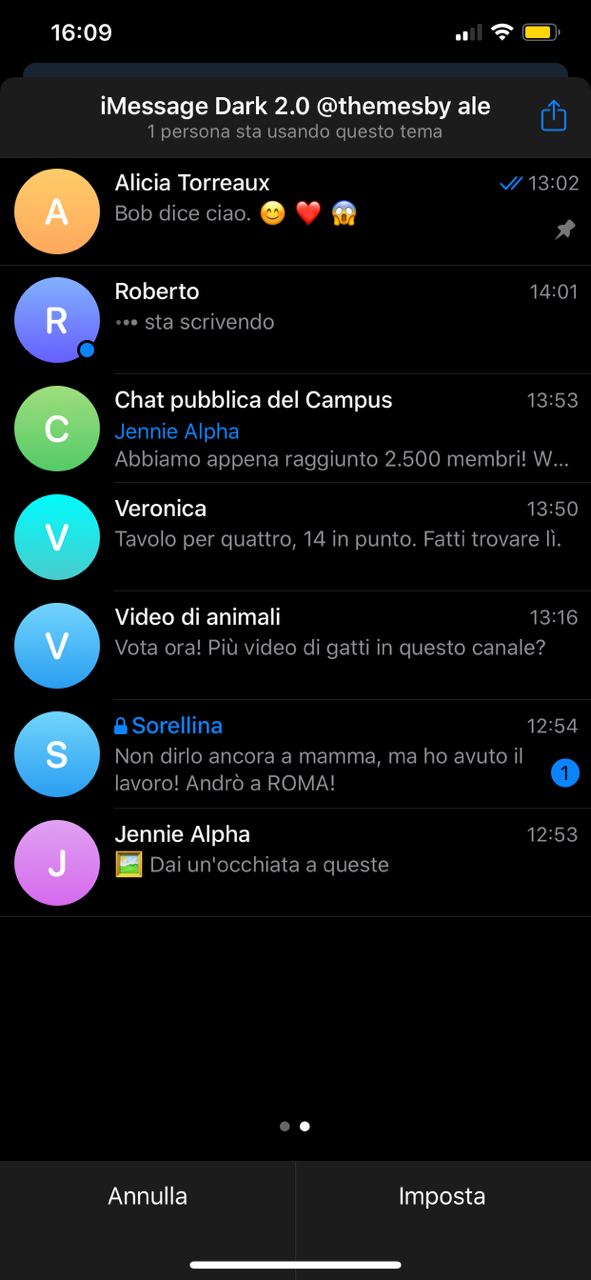 16:09
iMessage Dark 2.0 @themesby ale
1 persona sta usando questo tema
A
Alicia Torreaux
13:02
Bob dice ciao. 😊 ❤️ 😱
R
Roberto
14:01
••• sta scrivendo
C
Chat pubblica del Campus
13:53
Jennie Alpha
Abbiamo appena raggiunto 2.500 membri! W...
V
Veronica
13:50
Tavolo per quattro, 14 in punto. Fatti trovare lì.
V
Video di animali
13:16
Vota ora! Più video di gatti in questo canale?
S
Sorellina
12:54
Non dirlo ancora a mamma, ma ho avuto il
lavoro! Andrò a ROMA!
1
J
Jennie Alpha
12:53
🖼️ Dai un'occhiata a queste
Annulla
Imposta